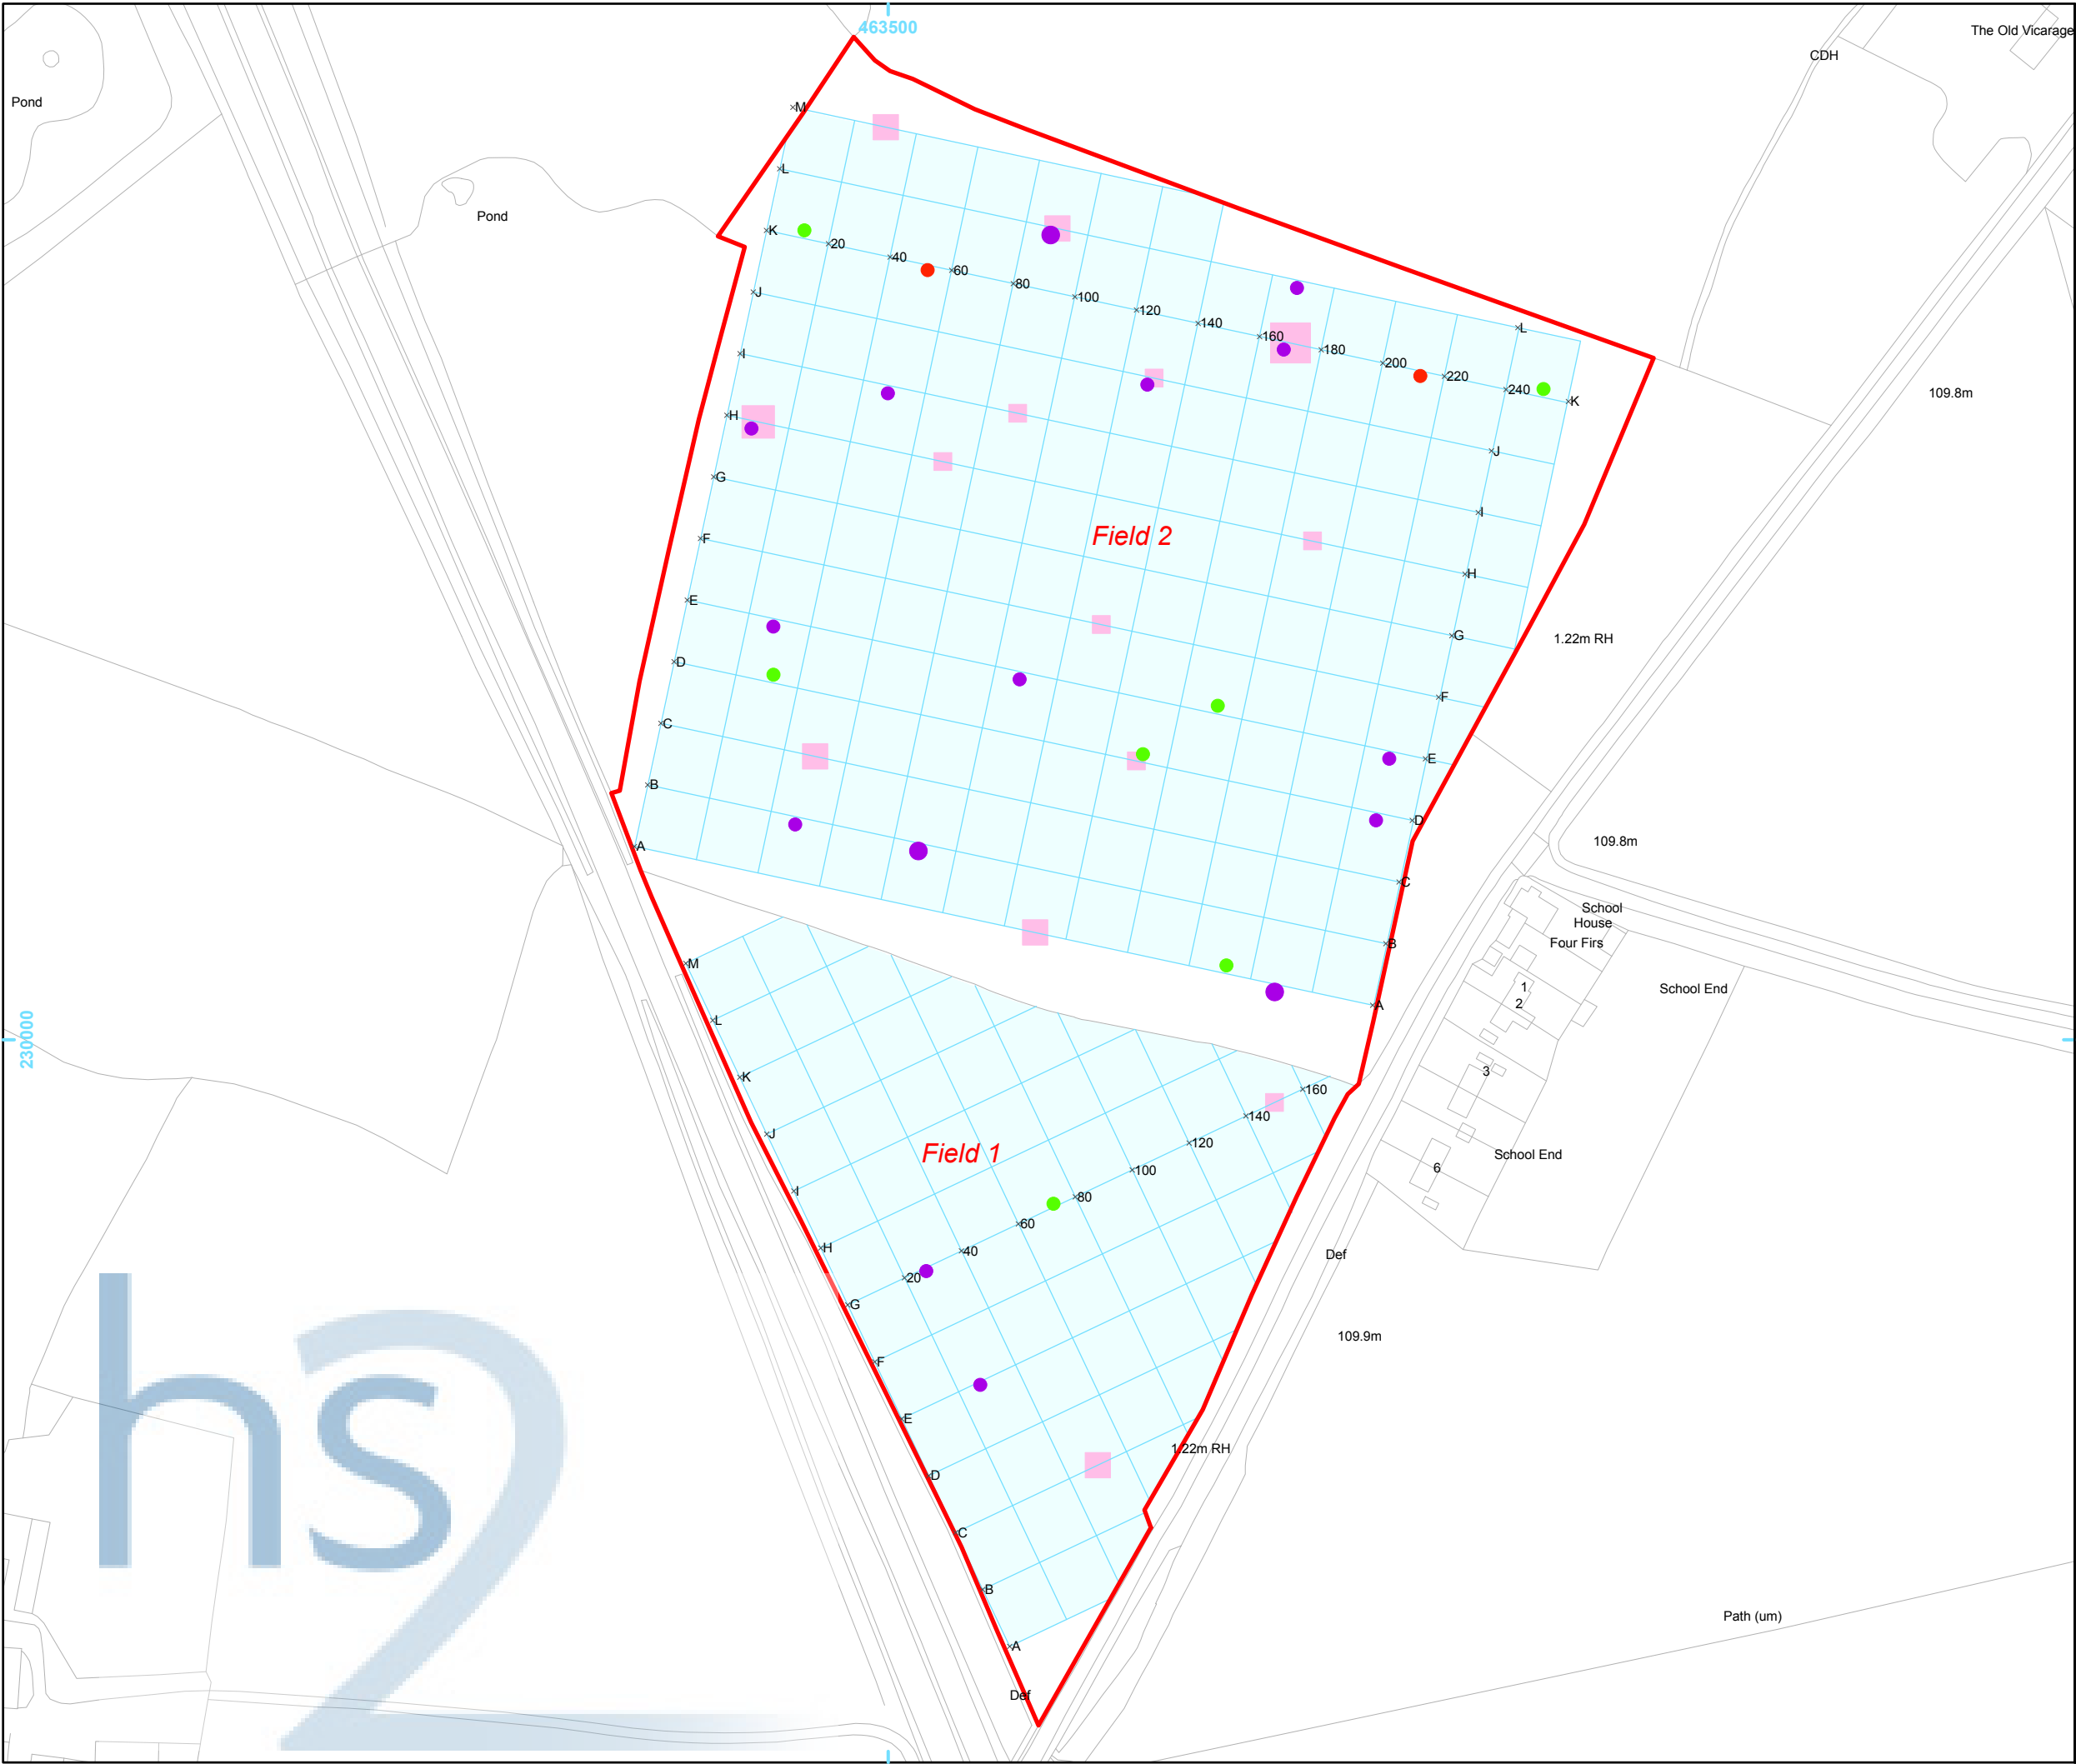 463500
The Old Vicarage
CDH
Pond
M
L
Pond
K
20
40
60
80
100
120
140
160
180
200
220
240
K
L
J
I
H
G
F
E
D
C
B
A
J
I
H
G
F
E
D
C
B
A
Field 2
109.8m
1.22m RH
109.8m
School
House
Four Firs
1
2
School End
3
School End
6
230000
M
L
K
J
I
H
G
F
E
D
C
B
A
20
40
60
80
100
120
140
160
Field 1
Def
109.9m
1.22m RH
Path (um)
Def
hs2